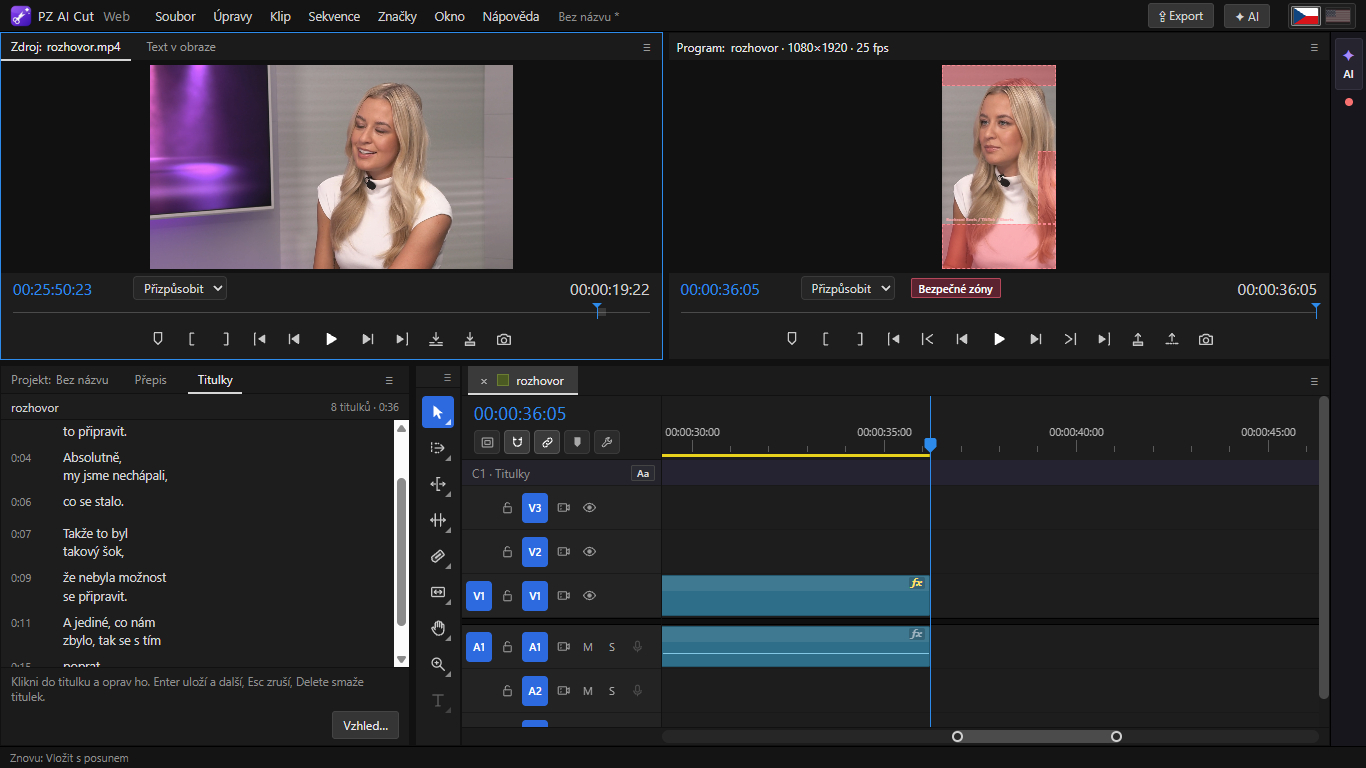 PZ AI Cut Web
Soubor Úpravy Klip Sekvence Značky Okno Nápověda Bez názvu *
Export
AI
Zdroj: rozhovor.mp4
Text v obraze
Program: rozhovor · 1080×1920 · 25 fps
AI
00:25:50:23
Přizpůsobit
00:00:19:22
00:00:36:05
Přizpůsobit
Bezpečné zóny
00:00:36:05
Projekt: Bez názvu
Přepis
Titulky
rozhovor
8 titulků · 0:36
to připravit.
0:04 Absolutně,
my jsme nechápali,
0:06 co se stalo.
0:07 Takže to byl
takový šok,
0:09 že nebyla možnost
se připravit.
0:11 A jediné, co nám
zbylo, tak se s tím
0:15 poprat
Klikni do titulku a oprav ho. Enter uloží a další, Esc zruší, Delete smaže
titulek.
Vzhled...
× rozhovor
00:00:36:05
00:00:30:00 00:00:35:00 00:00:40:00 00:00:45:00
C1 · Titulky Aa
V3
V2
V1 V1 fx
A1 A1 M S fx
A2 M S
T
Znovu: Vložit s posunem